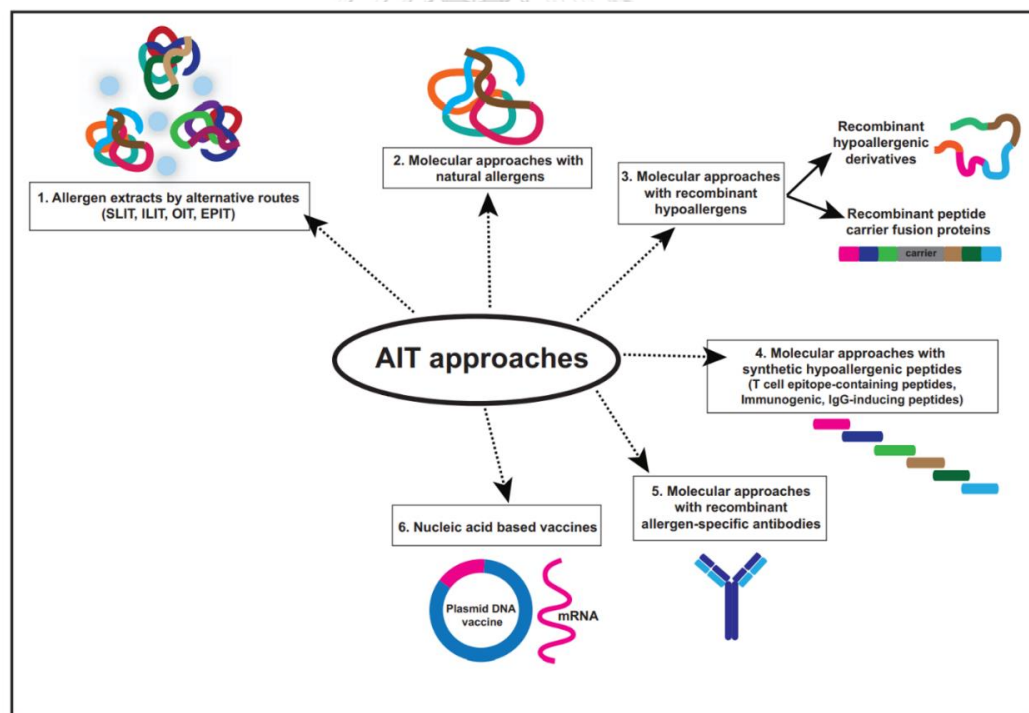 1. Allergen extracts by alternative routes
(SLIT, ILIT, OIT, EPIT)
2. Molecular approaches with
natural allergens
3. Molecular approaches
with recombinant
hypoallergens
Recombinant
hypoallergenic
derivatives
Recombinant peptide
carrier fusion proteins
carrier
AIT approaches
4. Molecular approaches with
synthetic hypoallergenic peptides
(T cell epitope-containing peptides,
Immunogenic, IgG-inducing peptides)
5. Molecular approaches
with recombinant
allergen-specific antibodies
6. Nucleic acid based vaccines
Plasmid DNA
vaccine
mRNA